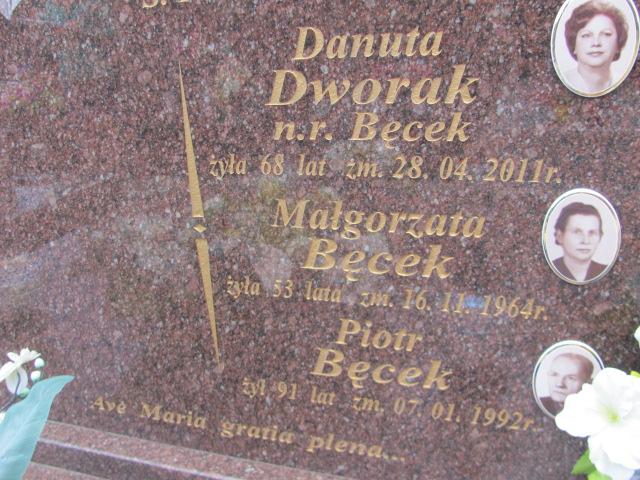 Danuta
Dworak
n.r. Bęcek
żyła 68 lat zm. 28. 04. 2011r.
Małgorzata
Bęcek
żyła 53 lata zm. 16. 11. 1964r.
Piotr
Bęcek
żył 91 lat zm. 07. 01. 1992r.
Ave Maria gratia plena...